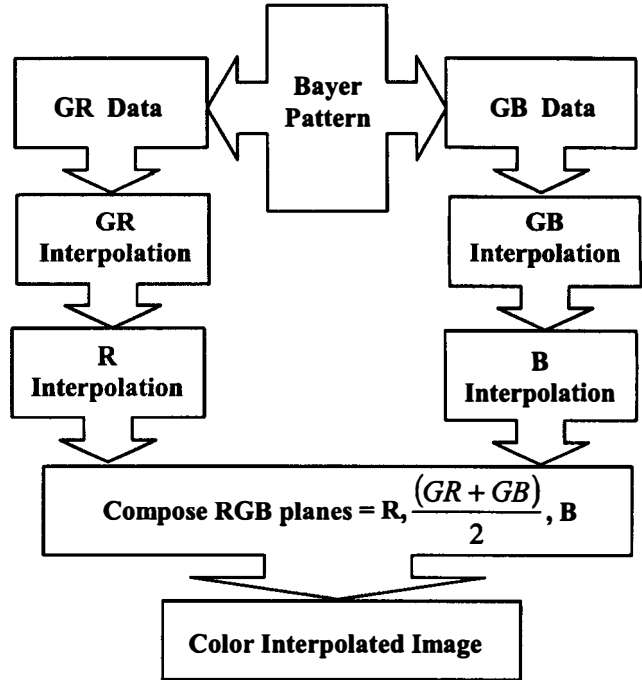 Bayer
Pattern
GR Data
GB Data
GR
Interpolation
GB
Interpolation
R
Interpolation
B
Interpolation
Compose RGB planes = R, (GR + GB)/2, B
Color Interpolated Image